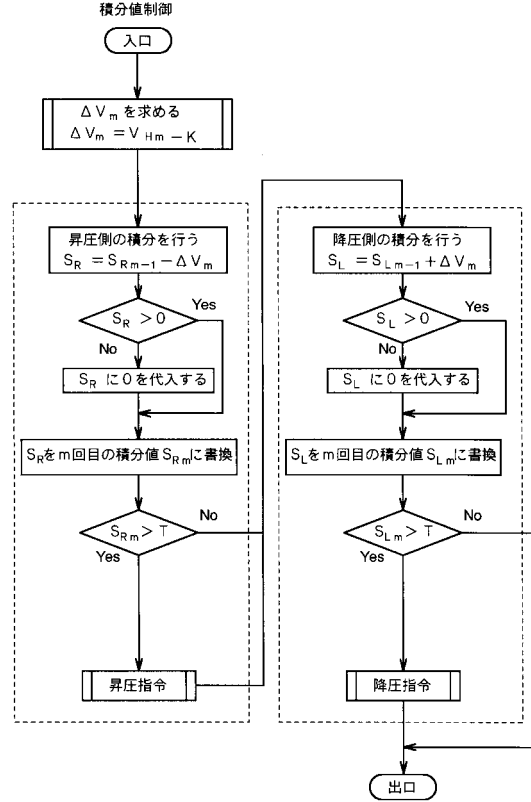 積分値制御
入口
ΔVmを求める
ΔVm=VHm-K
昇圧側の積分を行う
SR=SRm-1-ΔVm
SR>0
Yes
No
SRに0を代入する
SRをm回目の積分値SRmに書換
SRm>T
No
Yes
昇圧指令
降圧側の積分を行う
SL=SLm-1+ΔVm
SL>0
Yes
No
SLに0を代入する
SLをm回目の積分値SLmに書換
SLm>T
No
Yes
降圧指令
出口